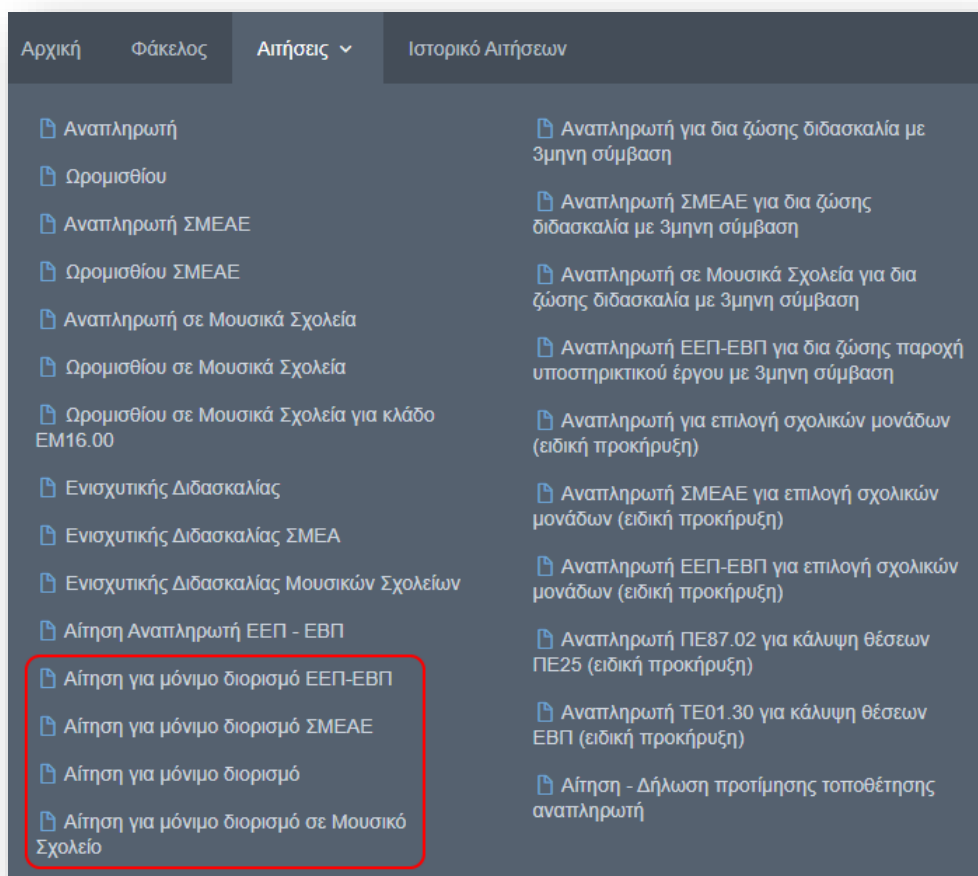 Αρχική Φάκελος Αιτήσεις Ιστορικό Αιτήσεων
Αναπληρωτή
Ωρομισθίου
Αναπληρωτή ΣΜΕΑΕ
Ωρομισθίου ΣΜΕΑΕ
Αναπληρωτή σε Μουσικά Σχολεία
Ωρομισθίου σε Μουσικά Σχολεία
Ωρομισθίου σε Μουσικά Σχολεία για κλάδο
ΕΜ16.00
Ενισχυτικής Διδασκαλίας
Ενισχυτικής Διδασκαλίας ΣΜΕΑ
Ενισχυτικής Διδασκαλίας Μουσικών Σχολείων
Αίτηση Αναπληρωτή ΕΕΠ - ΕΒΠ
Αίτηση για μόνιμο διορισμό ΕΕΠ-ΕΒΠ
Αίτηση για μόνιμο διορισμό ΣΜΕΑΕ
Αίτηση για μόνιμο διορισμό
Αίτηση για μόνιμο διορισμό σε Μουσικό
Σχολείο
Αναπληρωτή για δια ζώσης διδασκαλία με
3μηνη σύμβαση
Αναπληρωτή ΣΜΕΑΕ για δια ζώσης
διδασκαλία με 3μηνη σύμβαση
Αναπληρωτή σε Μουσικά Σχολεία για δια
ζώσης διδασκαλία με 3μηνη σύμβαση
Αναπληρωτή ΕΕΠ-ΕΒΠ για δια ζώσης παροχή
υποστηρικτικού έργου με 3μηνη σύμβαση
Αναπληρωτή για επιλογή σχολικών μονάδων
(ειδική προκήρυξη)
Αναπληρωτή ΣΜΕΑΕ για επιλογή σχολικών
μονάδων (ειδική προκήρυξη)
Αναπληρωτή ΕΕΠ-ΕΒΠ για επιλογή σχολικών
μονάδων (ειδική προκήρυξη)
Αναπληρωτή ΠΕ87.02 για κάλυψη θέσεων
ΠΕ25 (ειδική προκήρυξη)
Αναπληρωτή ΤΕ01.30 για κάλυψη θέσεων
ΕΒΠ (ειδική προκήρυξη)
Αίτηση - Δήλωση προτίμησης τοποθέτησης
αναπληρωτή